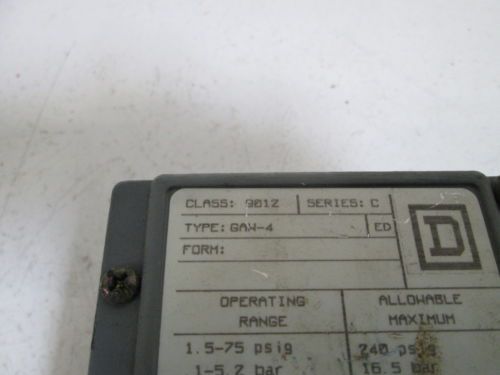 CLASS: 9012 SERIES: C
TYPE: GAW-4 ED
FORM:
D
OPERATING RANGE ALLOWABLE MAXIMUM
1.5-75 psig 240 psig
1-5.2 bar 16.5 bar